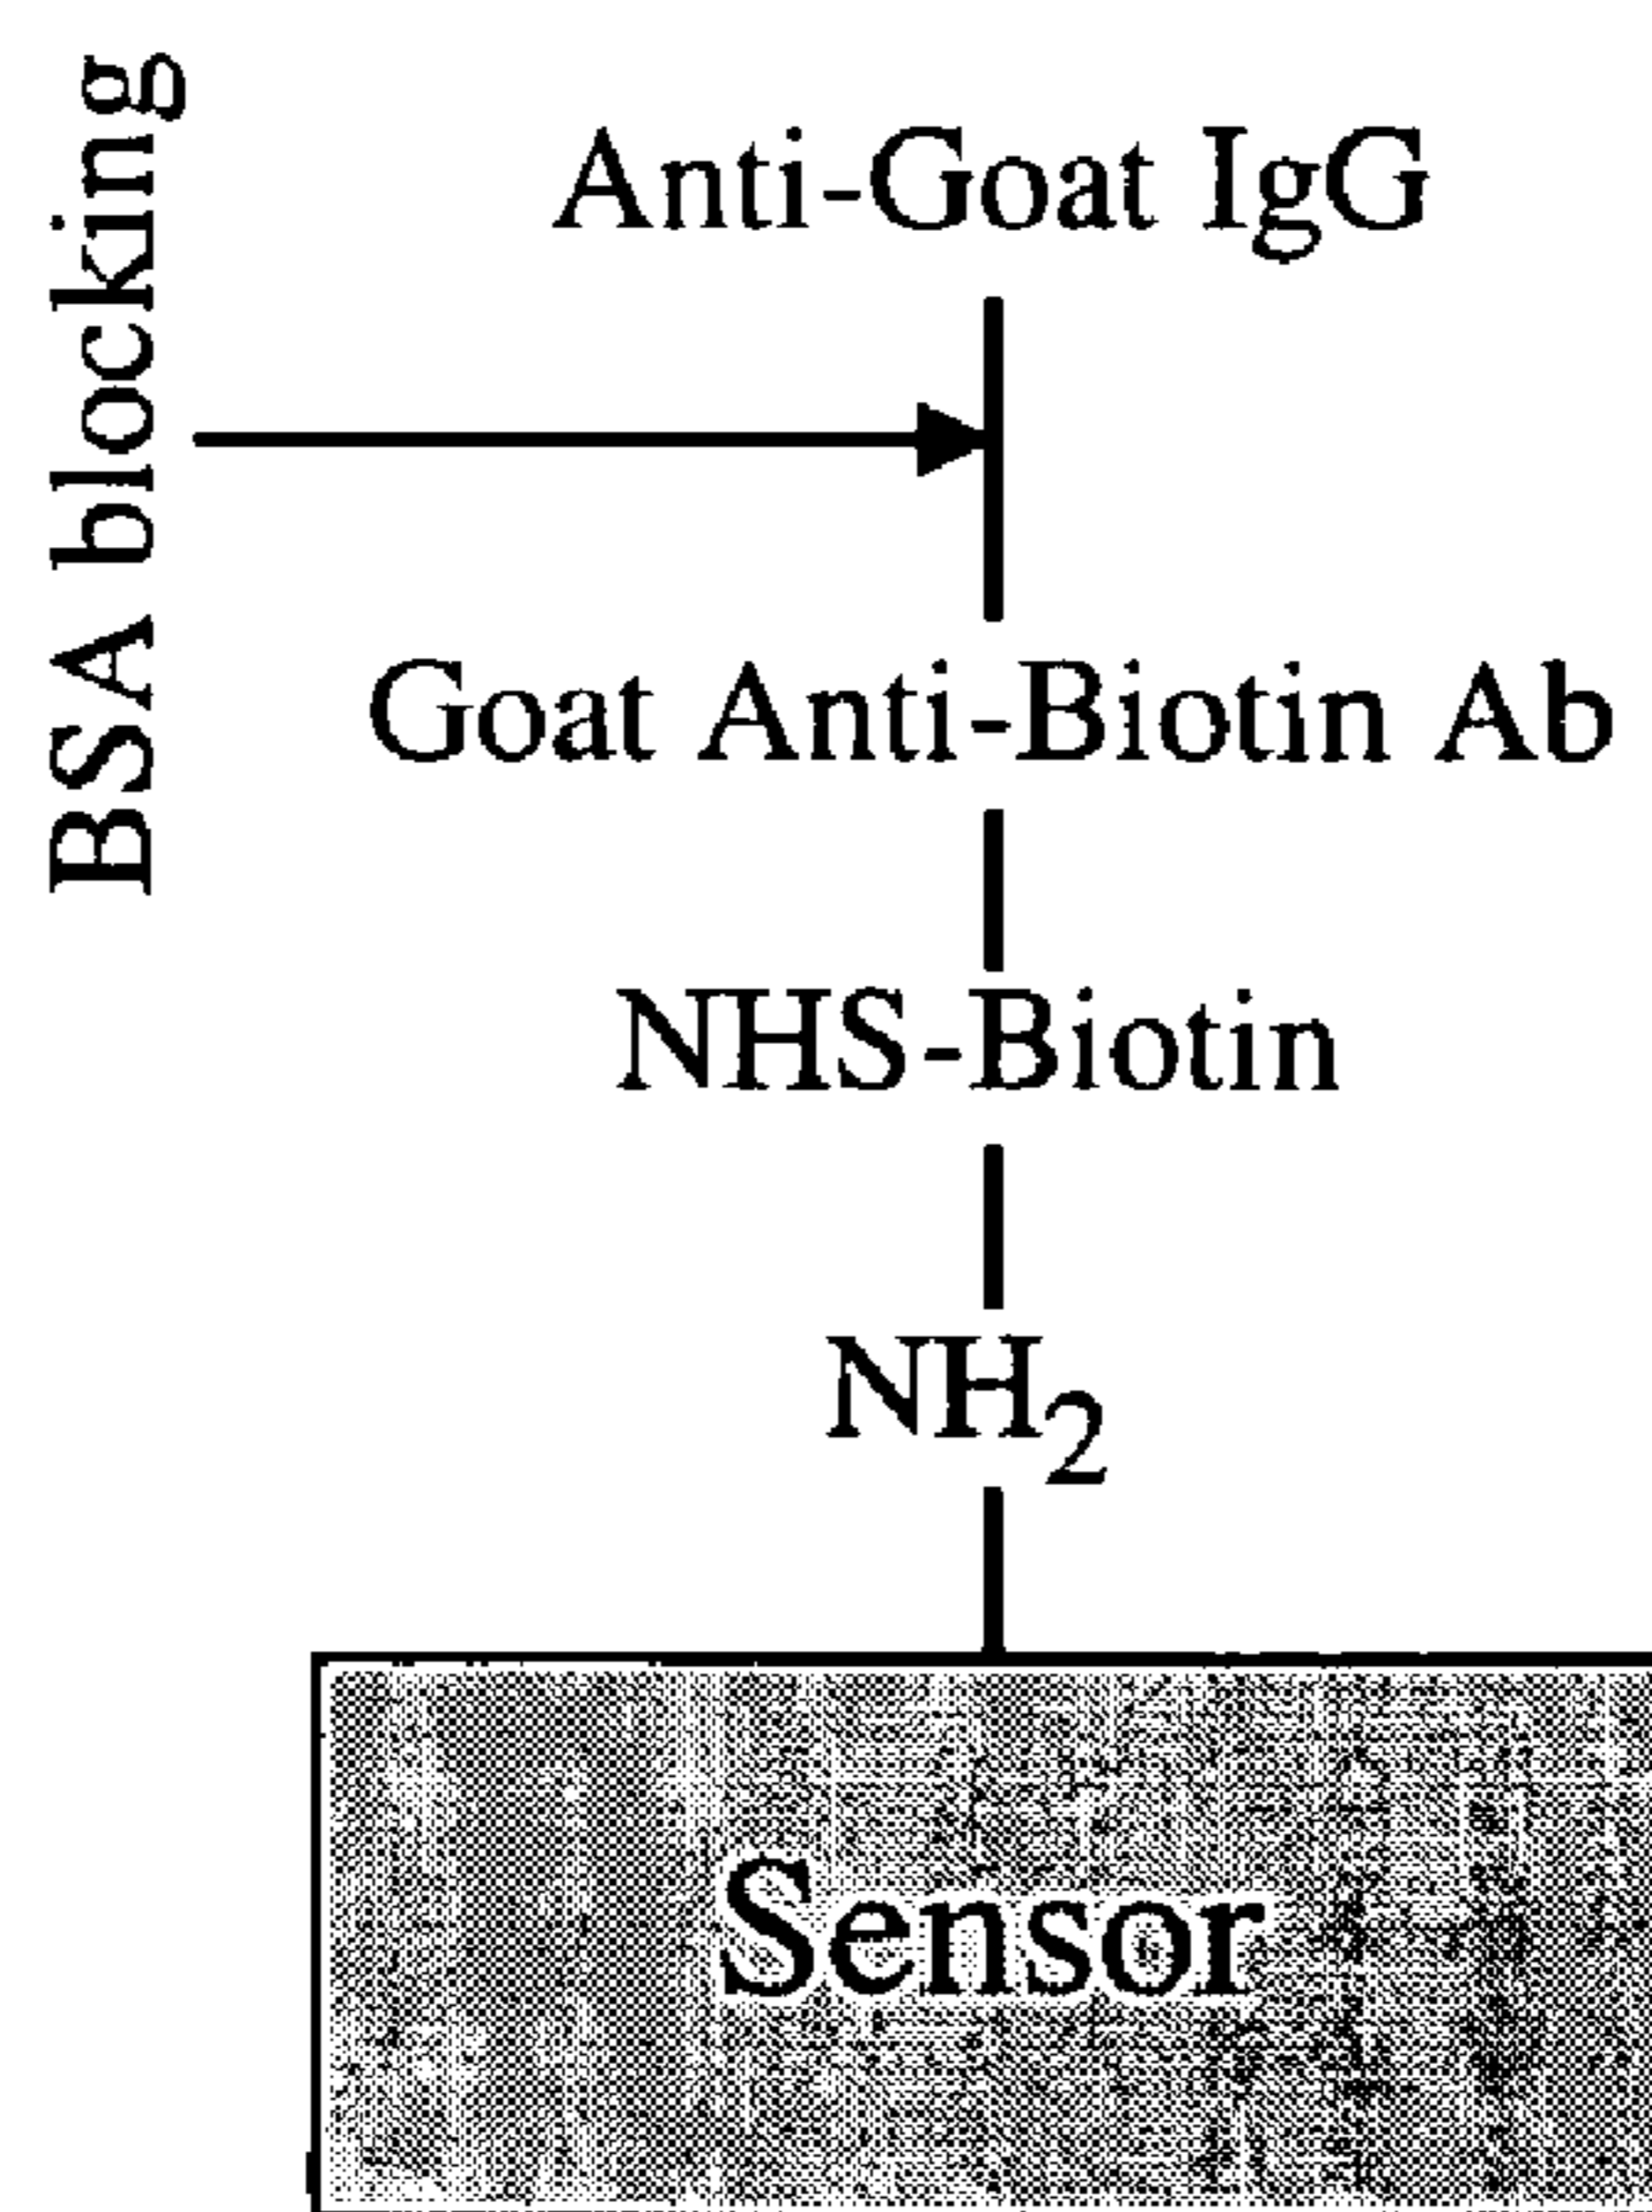 BSA blocking
Anti-Goat IgG
Goat Anti-Biotin Ab
NHS-Biotin
NH₂
Sensor